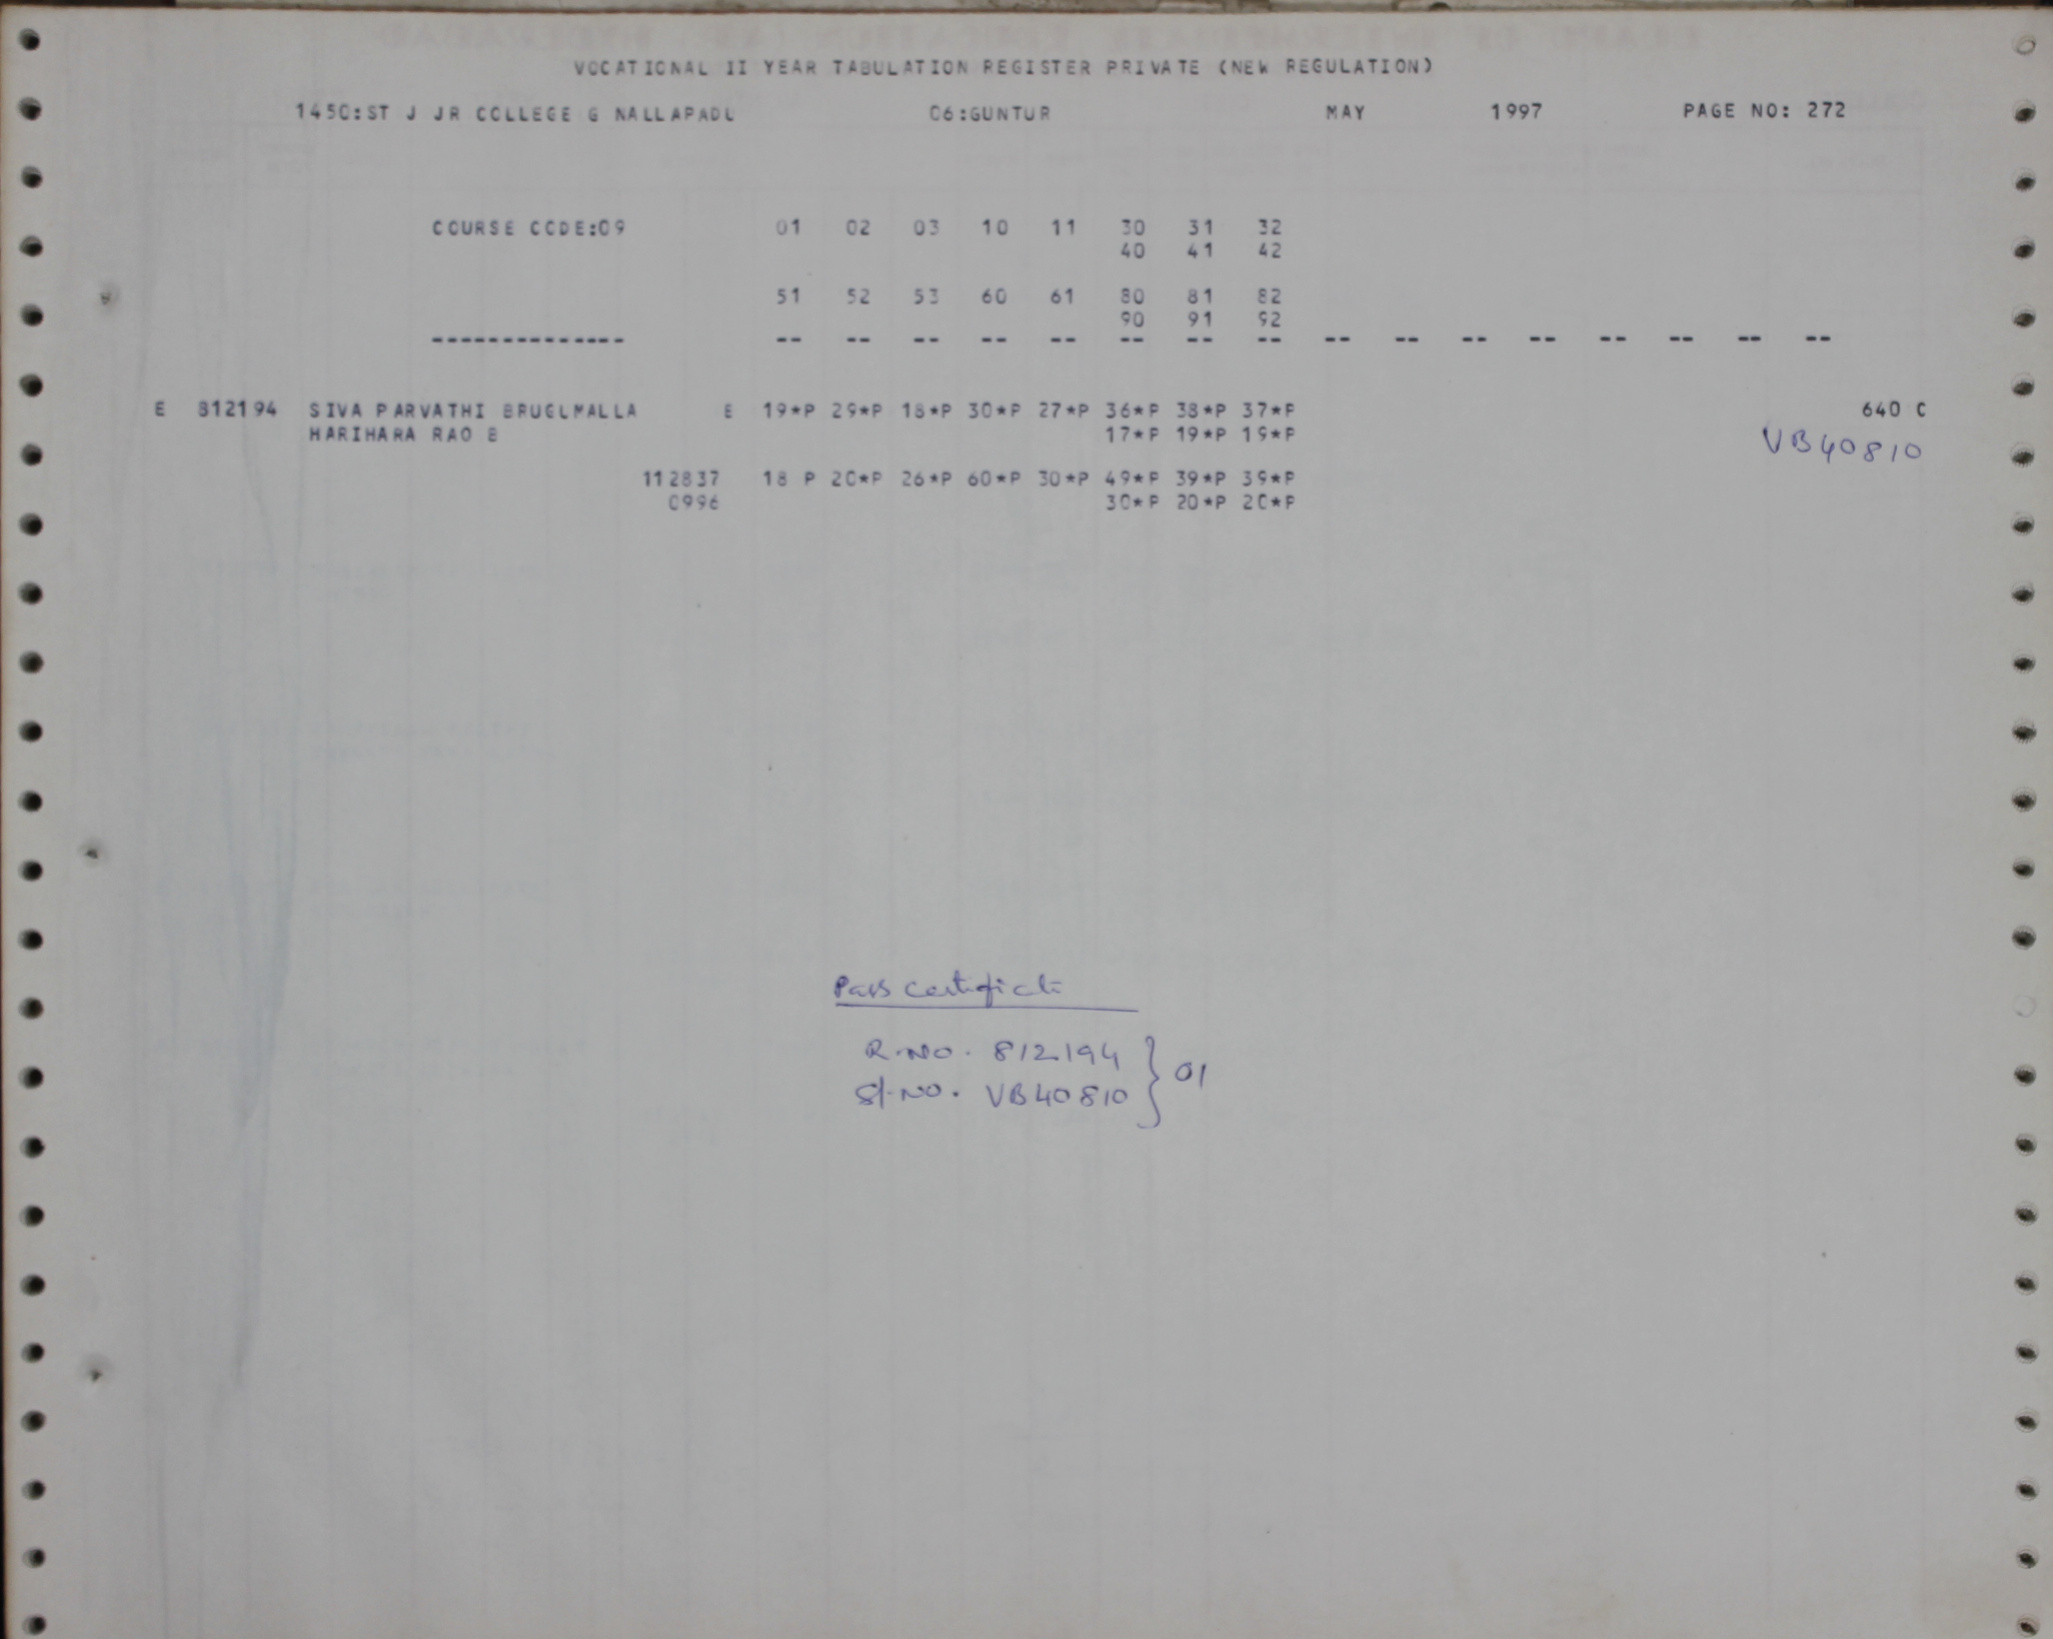 VOCATIONAL II YEAR TABULATION REGISTER PRIVATE (NEW REGULATION)
1450:ST J JR COLLEGE G NALLAPADU 06:GUNTUR MAY 1997 PAGE NO: 272
COURSE CODE:09 01 02 03 10 11 30 31 32
40 41 42
51 52 53 60 61 80 81 82
90 91 92
-------------- -- -- -- -- -- -- -- -- -- -- -- -- -- -- -- --
E 812194 SIVA PARVATHI BRUGUMALLA E 19*P 29*P 18*P 30*P 27*P 36*P 38*P 37*P 640 C
HARIHARA RAO B 17*P 19*P 19*P VB40810
112837 18 P 20*P 26*P 60*P 30*P 49*P 39*P 39*P
0996 30*P 20*P 20*P
Pass Certificate
R.NO. 812194 } 01
Sl.NO. VB40810